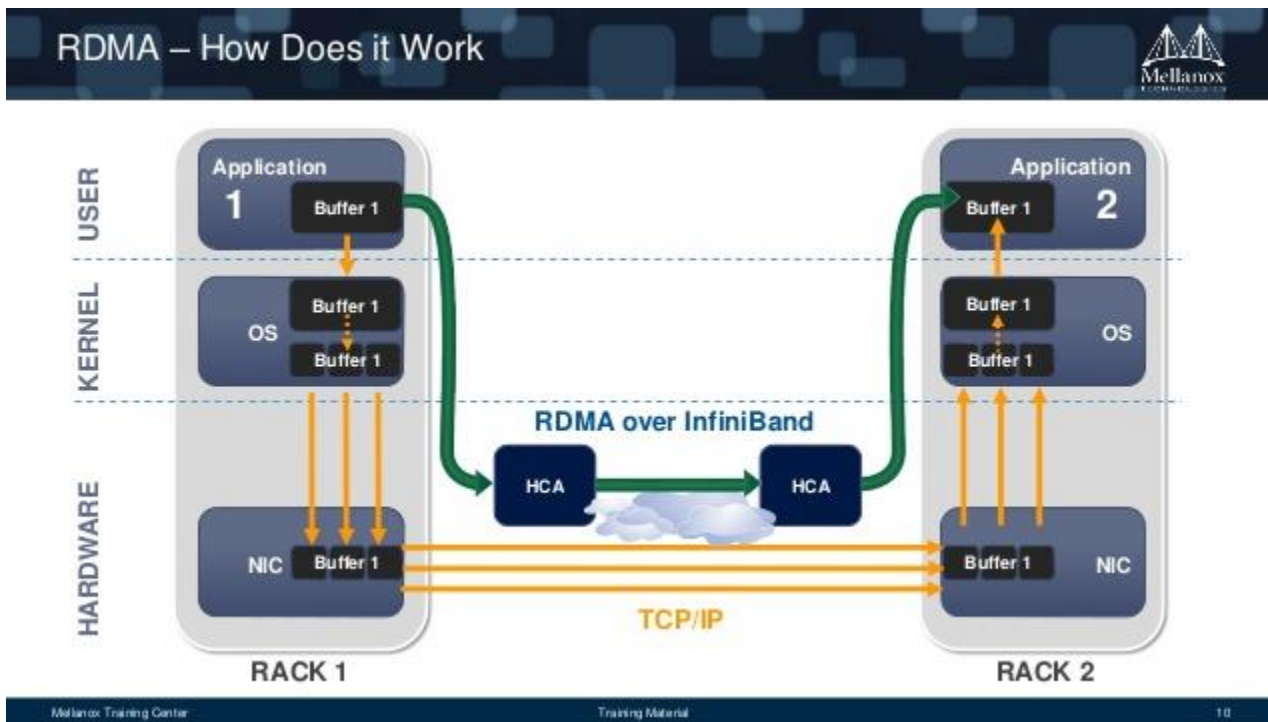 RDMA – How Does it Work
Mellanox
TECHNOLOGIES
USER
KERNEL
HARDWARE
Application
1
Buffer 1
OS
Buffer 1
Buffer 1
NIC
Buffer 1
RACK 1
RDMA over InfiniBand
HCA
HCA
TCP/IP
Application
2
Buffer 1
Buffer 1
OS
Buffer 1
Buffer 1
NIC
RACK 2
Mellanox Training Center
Training Material
10